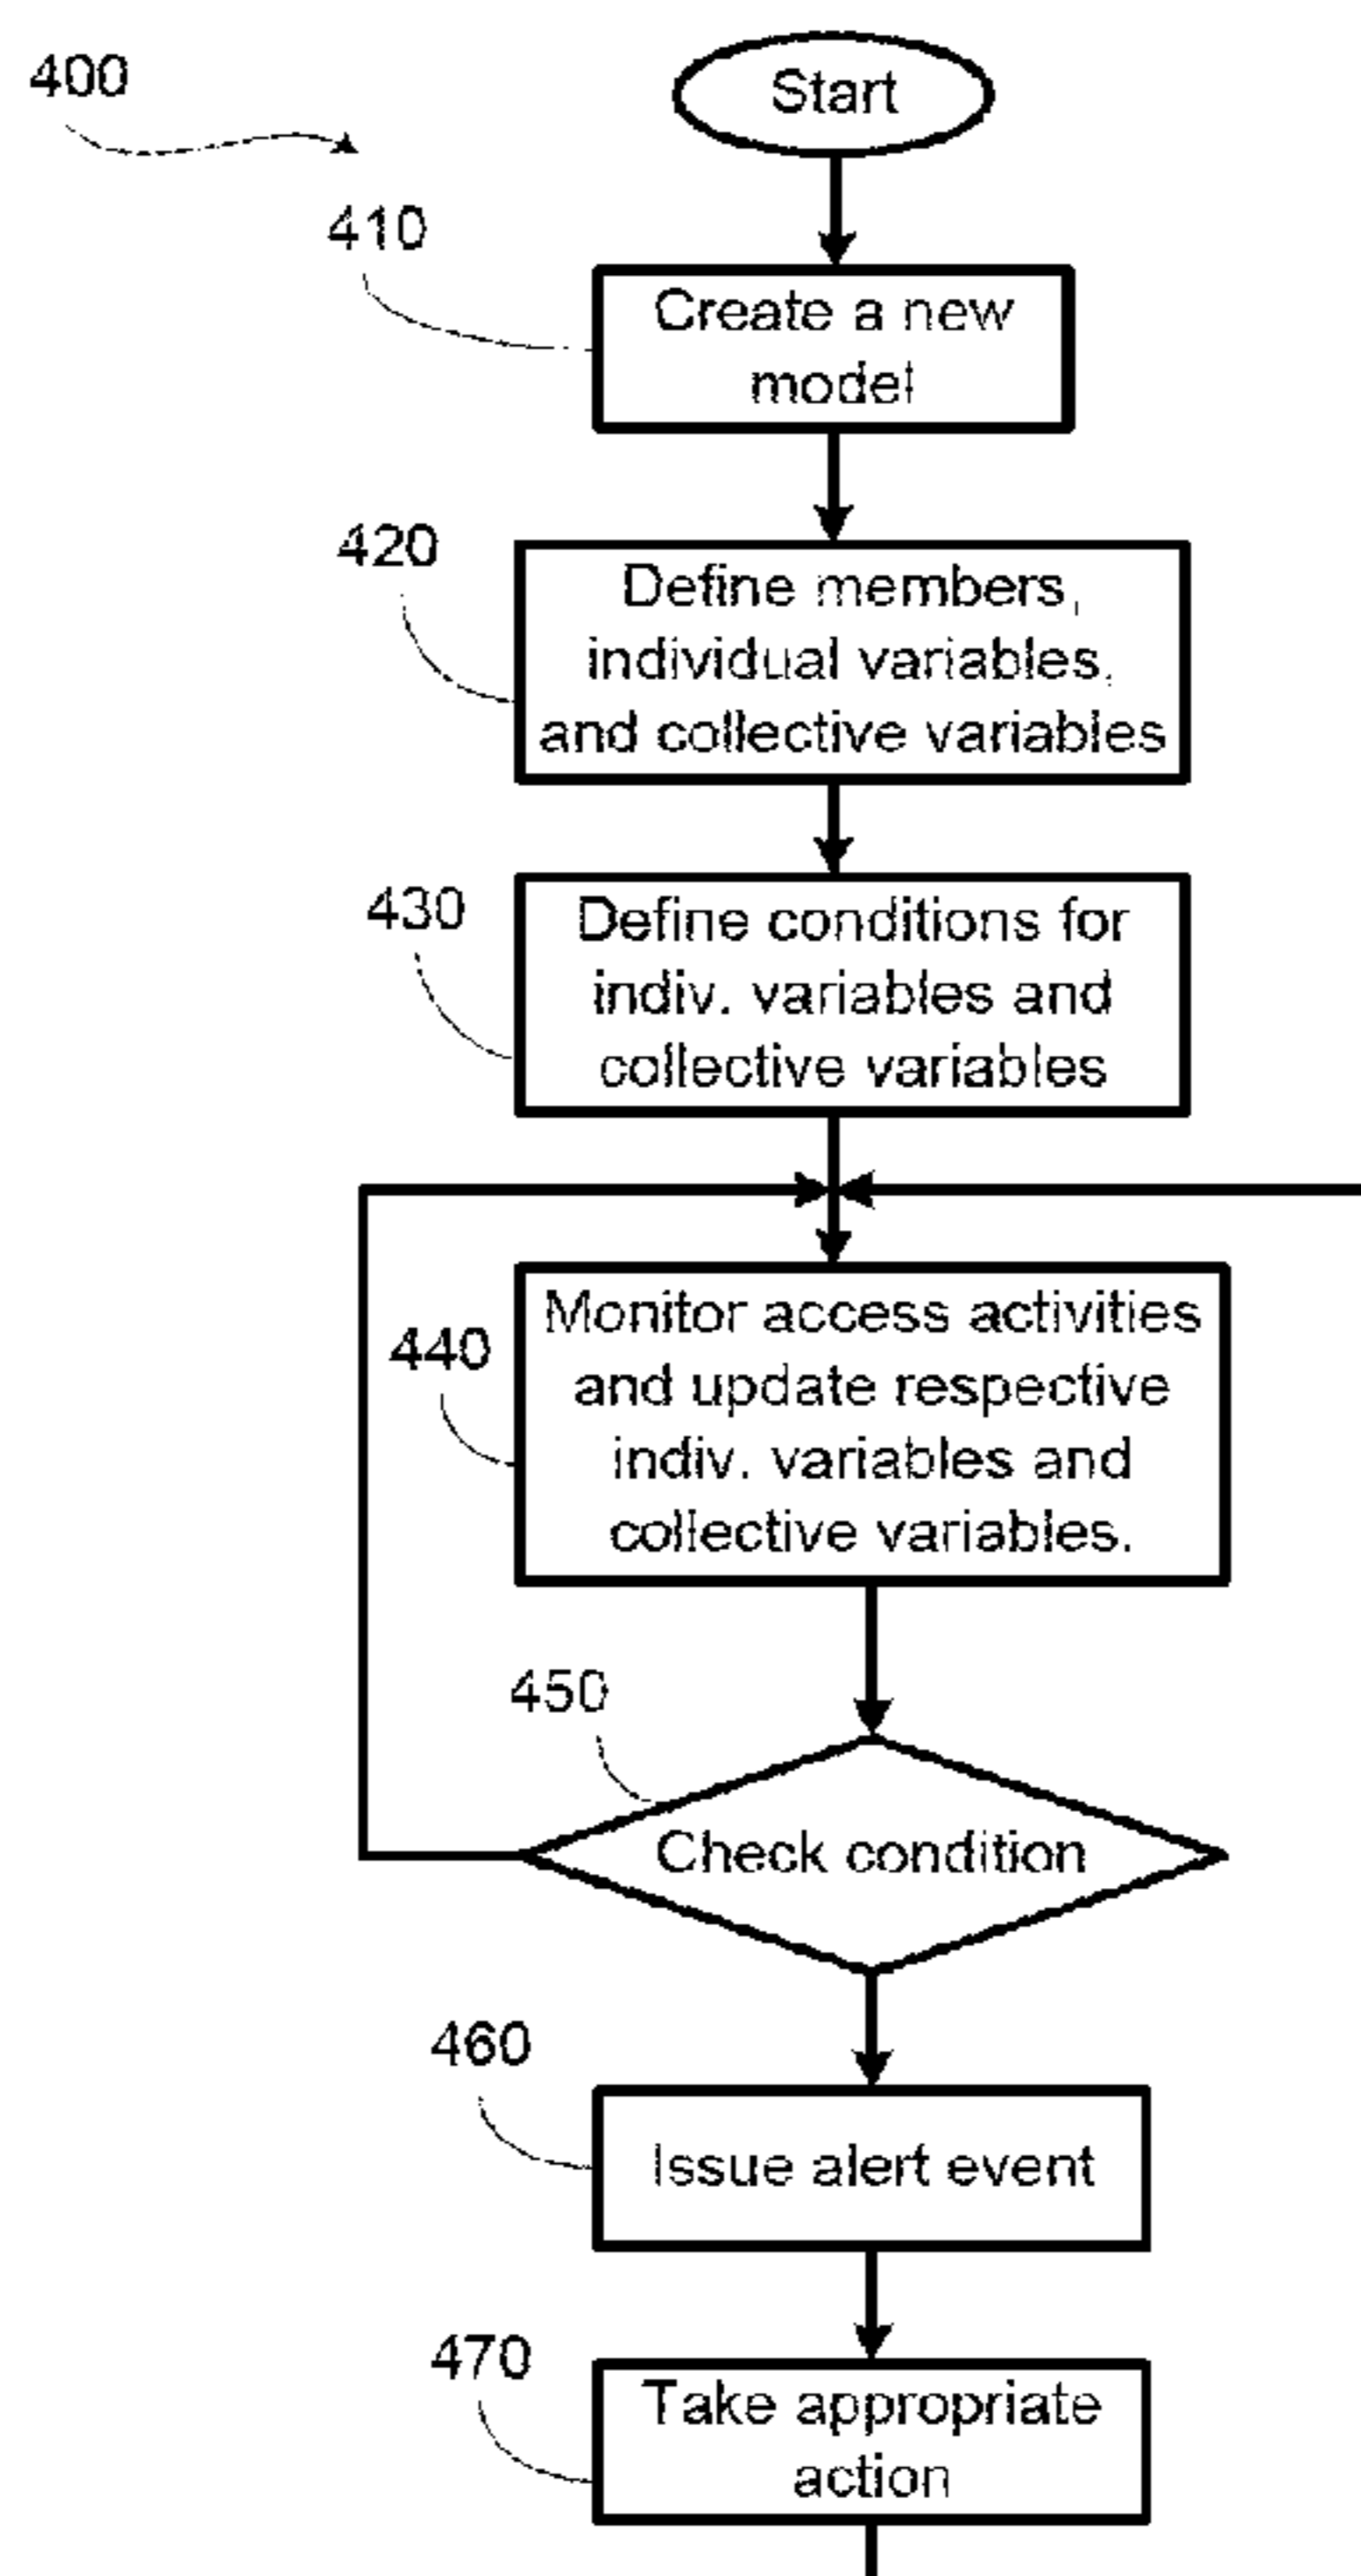 400
Start
410
Create a new
model
420
Define members,
individual variables,
and collective variables
430
Define conditions for
indiv. variables and
collective variables
440
Monitor access activities
and update respective
indiv. variables and
collective variables.
450
Check condition
460
Issue alert event
470
Take appropriate
action